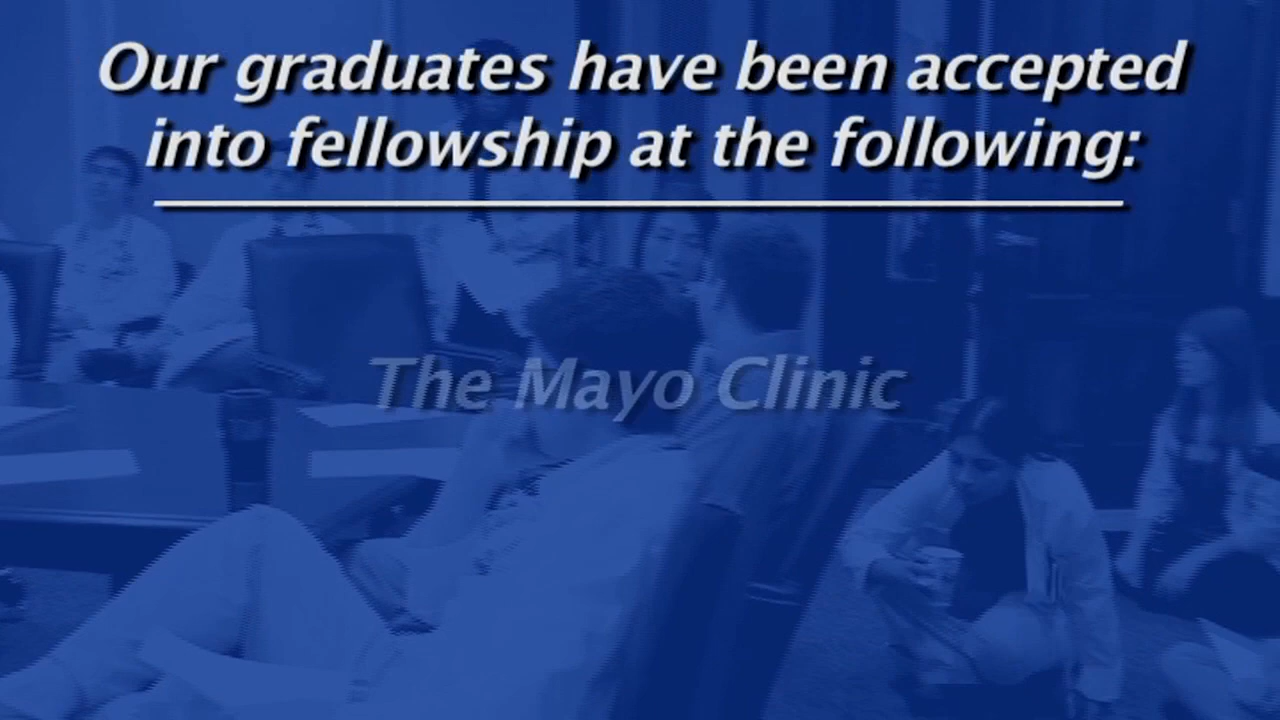 Our graduates have been accepted
into fellowship at the following:
The Mayo Clinic